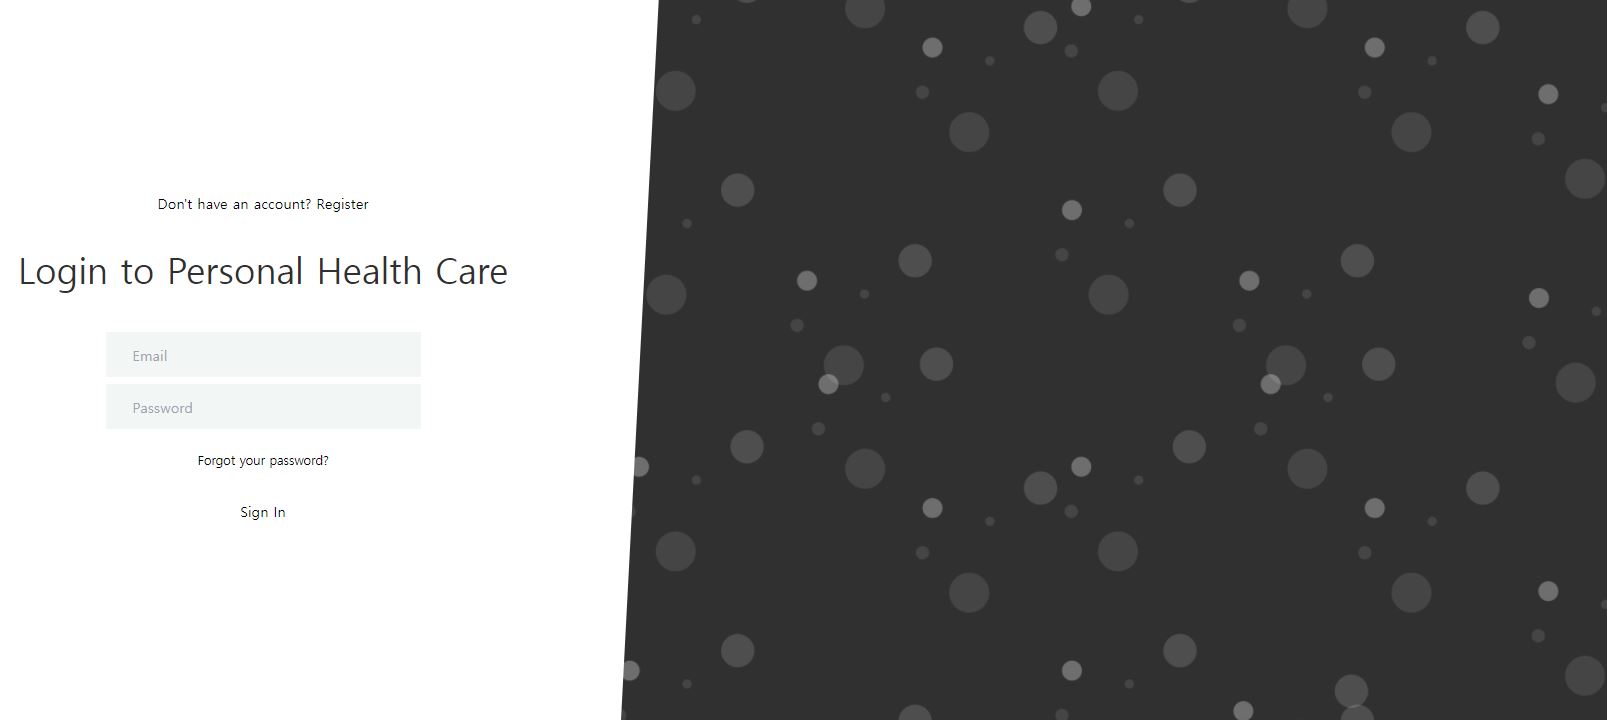 Don't have an account? Register
Login to Personal Health Care
Email
Password
Forgot your password?
Sign In